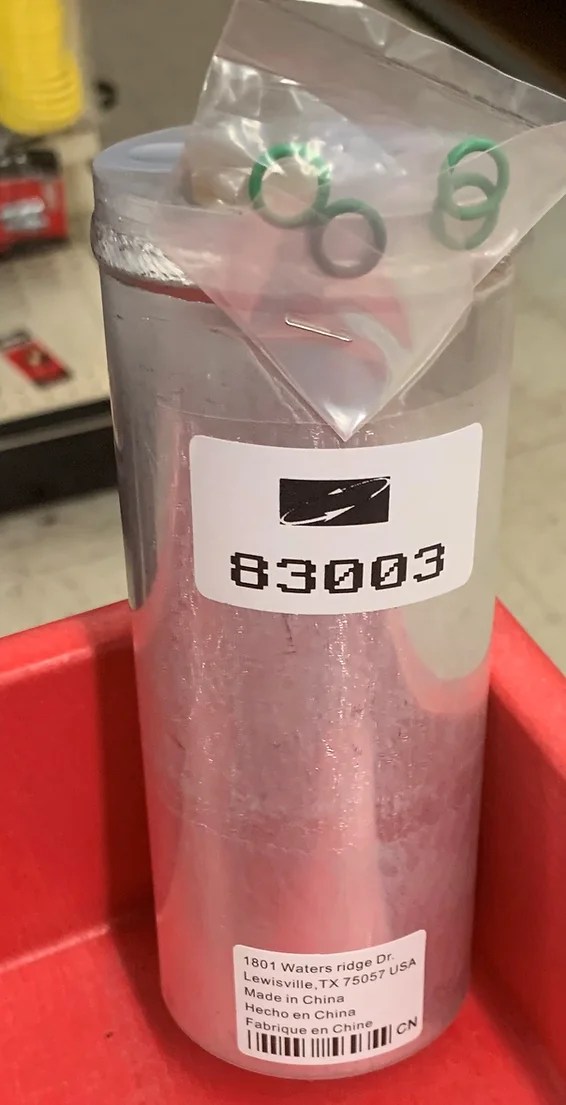 83003
1801 Waters ridge Dr.
Lewisville,TX 75057 USA
Made in China
Hecho en China
Fabrique en Chine
CN